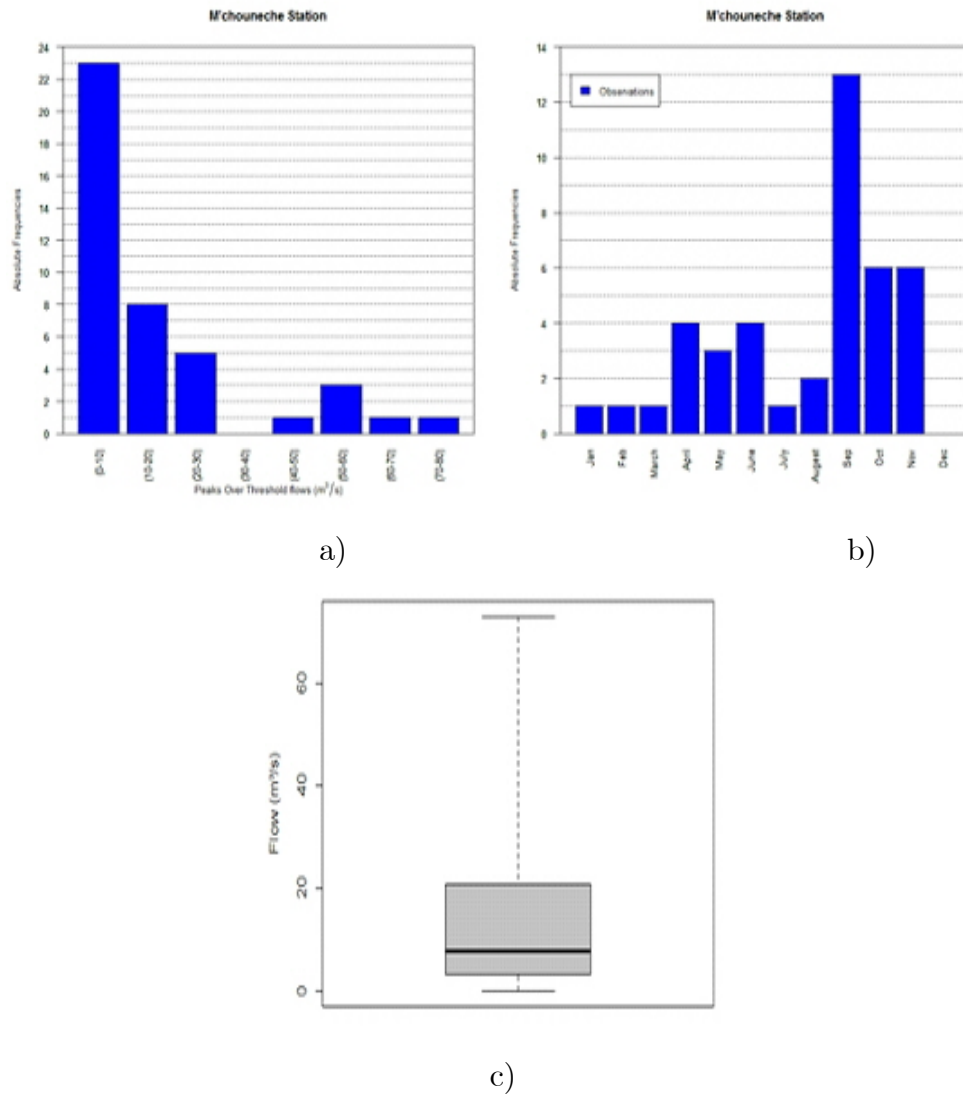 M'chouneche Station
Absolute Frequencies
24
22
20
18
16
14
12
10
8
6
4
2
0
(0-10)
(10-20)
(20-30)
(30-40)
(40-50)
(50-60)
(60-70)
(70-80)
Peaks Over Threshold flows (m³/s)
a)
M'chouneche Station
Absolute Frequencies
14
12
10
8
6
4
2
0
Observations
Jan
Feb
March
April
May
June
July
August
Sep
Oct
Nov
Dec
b)
Flow (m³/s)
60
40
20
0
c)